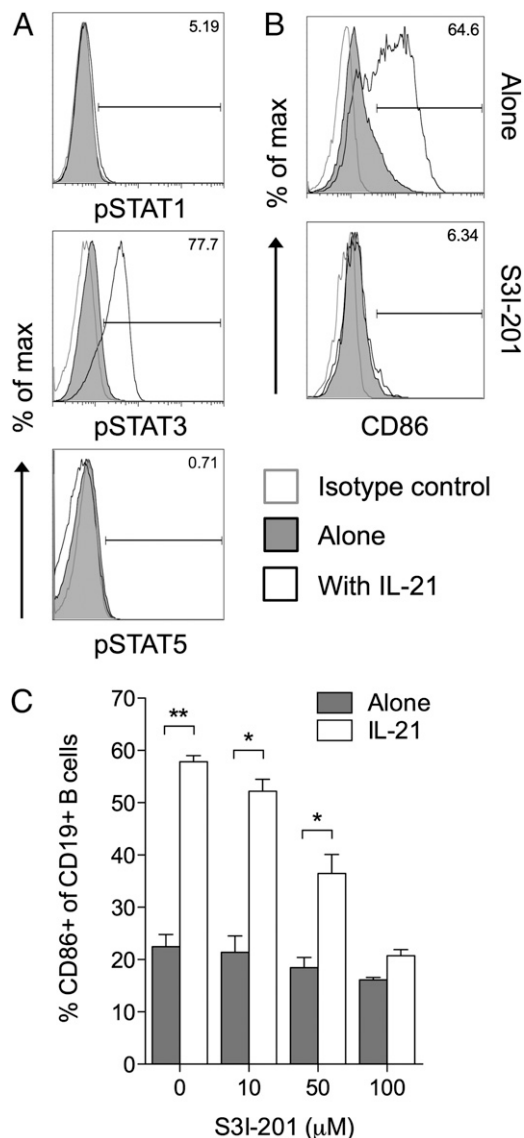 A
5.19
pSTAT1
77.7
pSTAT3
0.71
pSTAT5
% of max
B
64.6
Alone
6.34
S3I-201
CD86
% of max
Isotype control
Alone
With IL-21
C
Alone
IL-21
** * *
% CD86+ of CD19+ B cells
70
60
50
40
30
20
10
0
0 10 50 100
S3I-201 (μM)